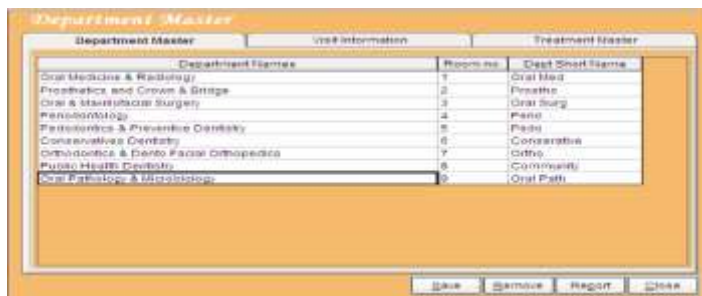 Department Master
Department Master Visit Information Treatment Master
Department Names Room no Dept Short Name
Oral Medicine & Radiology 1 Oral Med
Prosthetics and Crown & Bridge 2 Prostho
Oral & Maxillofacial Surgery 3 Oral Surg
Periodontology 4 Perio
Pedodontics & Preventive Dentistry 5 Pedo
Conservatives Dentistry 6 Conserative
Orthodontics & Dento Facial Orthopedics 7 Ortho
Public Health Dentistry 8 Community
Oral Pathology & Microbiology 9 Oral Path
Save Remove Report Close